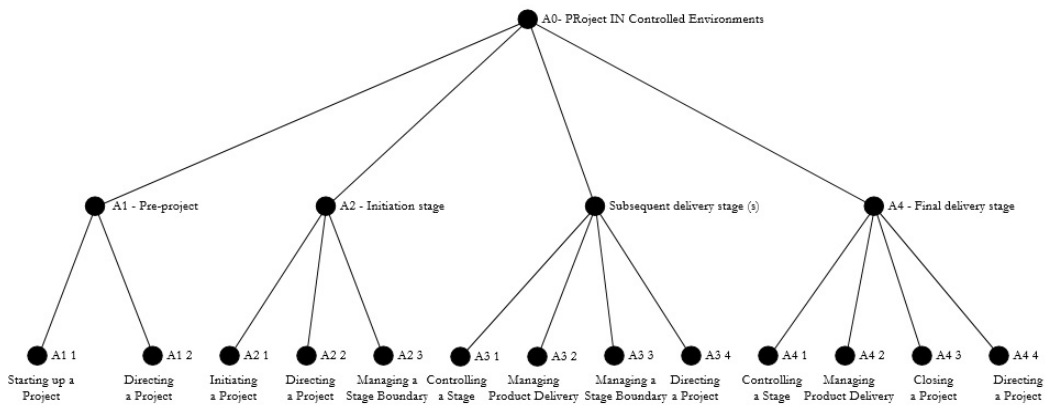 A0- PRoject IN Controlled Environments
A1 - Pre-project
A2 - Initiation stage
Subsequent delivery stage (s)
A4 - Final delivery stage
A1 1
Starting up a
Project
A1 2
Directing
a Project
A2 1
Initiating
a Project
A2 2
Directing
a Project
A2 3
Managing a
Stage Boundary
A3 1
Controlling
a Stage
A3 2
Managing
Product Delivery
A3 3
Managing a
Stage Boundary
A3 4
Directing
a Project
A4 1
Controlling
a Stage
A4 2
Managing
Product Delivery
A4 3
Closing
a Project
A4 4
Directing
a Project